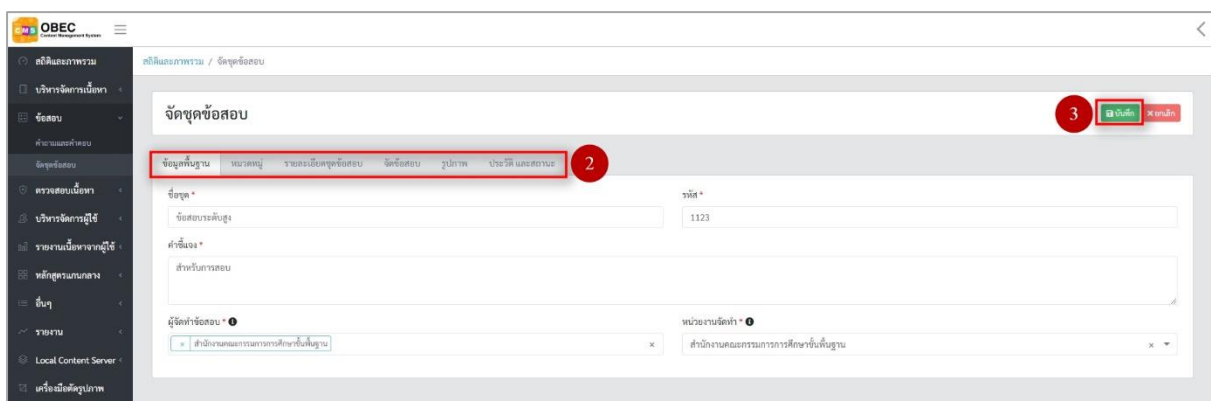 CMS OBEC
Content Management System
สถิติและภาพรวม
บริหารจัดการเนื้อหา
ข้อสอบ
คำถามและคำตอบ
จัดชุดข้อสอบ
ตรวจสอบเนื้อหา
บริหารจัดการผู้ใช้
รายงานเนื้อหาจากผู้ใช้
หลักสูตรแกนกลาง
อื่นๆ
รายงาน
Local Content Server
เครื่องมือตัดรูปภาพ
สถิติและภาพรวม / จัดชุดข้อสอบ
จัดชุดข้อสอบ
3 บันทึก × ยกเลิก
ข้อมูลพื้นฐาน หมวดหมู่ รายละเอียดชุดข้อสอบ จัดข้อสอบ รูปภาพ ประวัติ และสถานะ 2
ชื่อชุด * รหัส *
ข้อสอบระดับสูง 1123
คำชี้แจง *
สำหรับการสอบ
ผู้จัดทำข้อสอบ * หน่วยงานจัดทำ *
× สำนักงานคณะกรรมการการศึกษาขั้นพื้นฐาน × สำนักงานคณะกรรมการการศึกษาขั้นพื้นฐาน ×